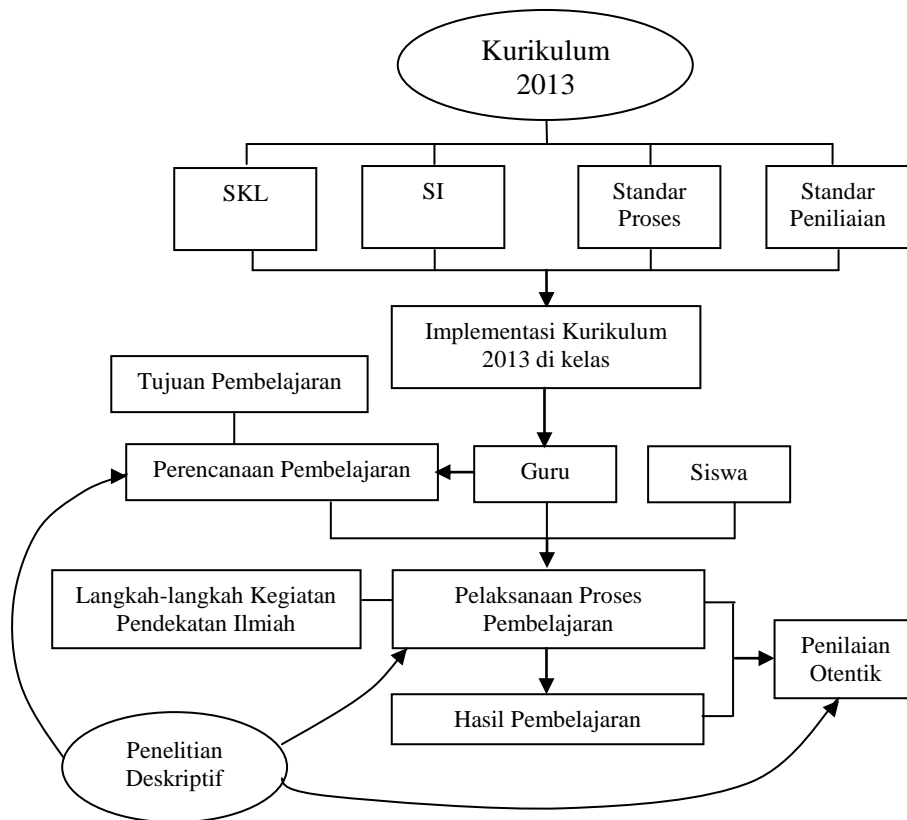 Kurikulum
2013
SKL
SI
Standar
Proses
Standar
Peniliaian
Implementasi Kurikulum
2013 di kelas
Tujuan Pembelajaran
Perencanaan Pembelajaran
Guru
Siswa
Langkah-langkah Kegiatan
Pendekatan Ilmiah
Pelaksanaan Proses
Pembelajaran
Penilaian
Otentik
Hasil Pembelajaran
Penelitian
Deskriptif